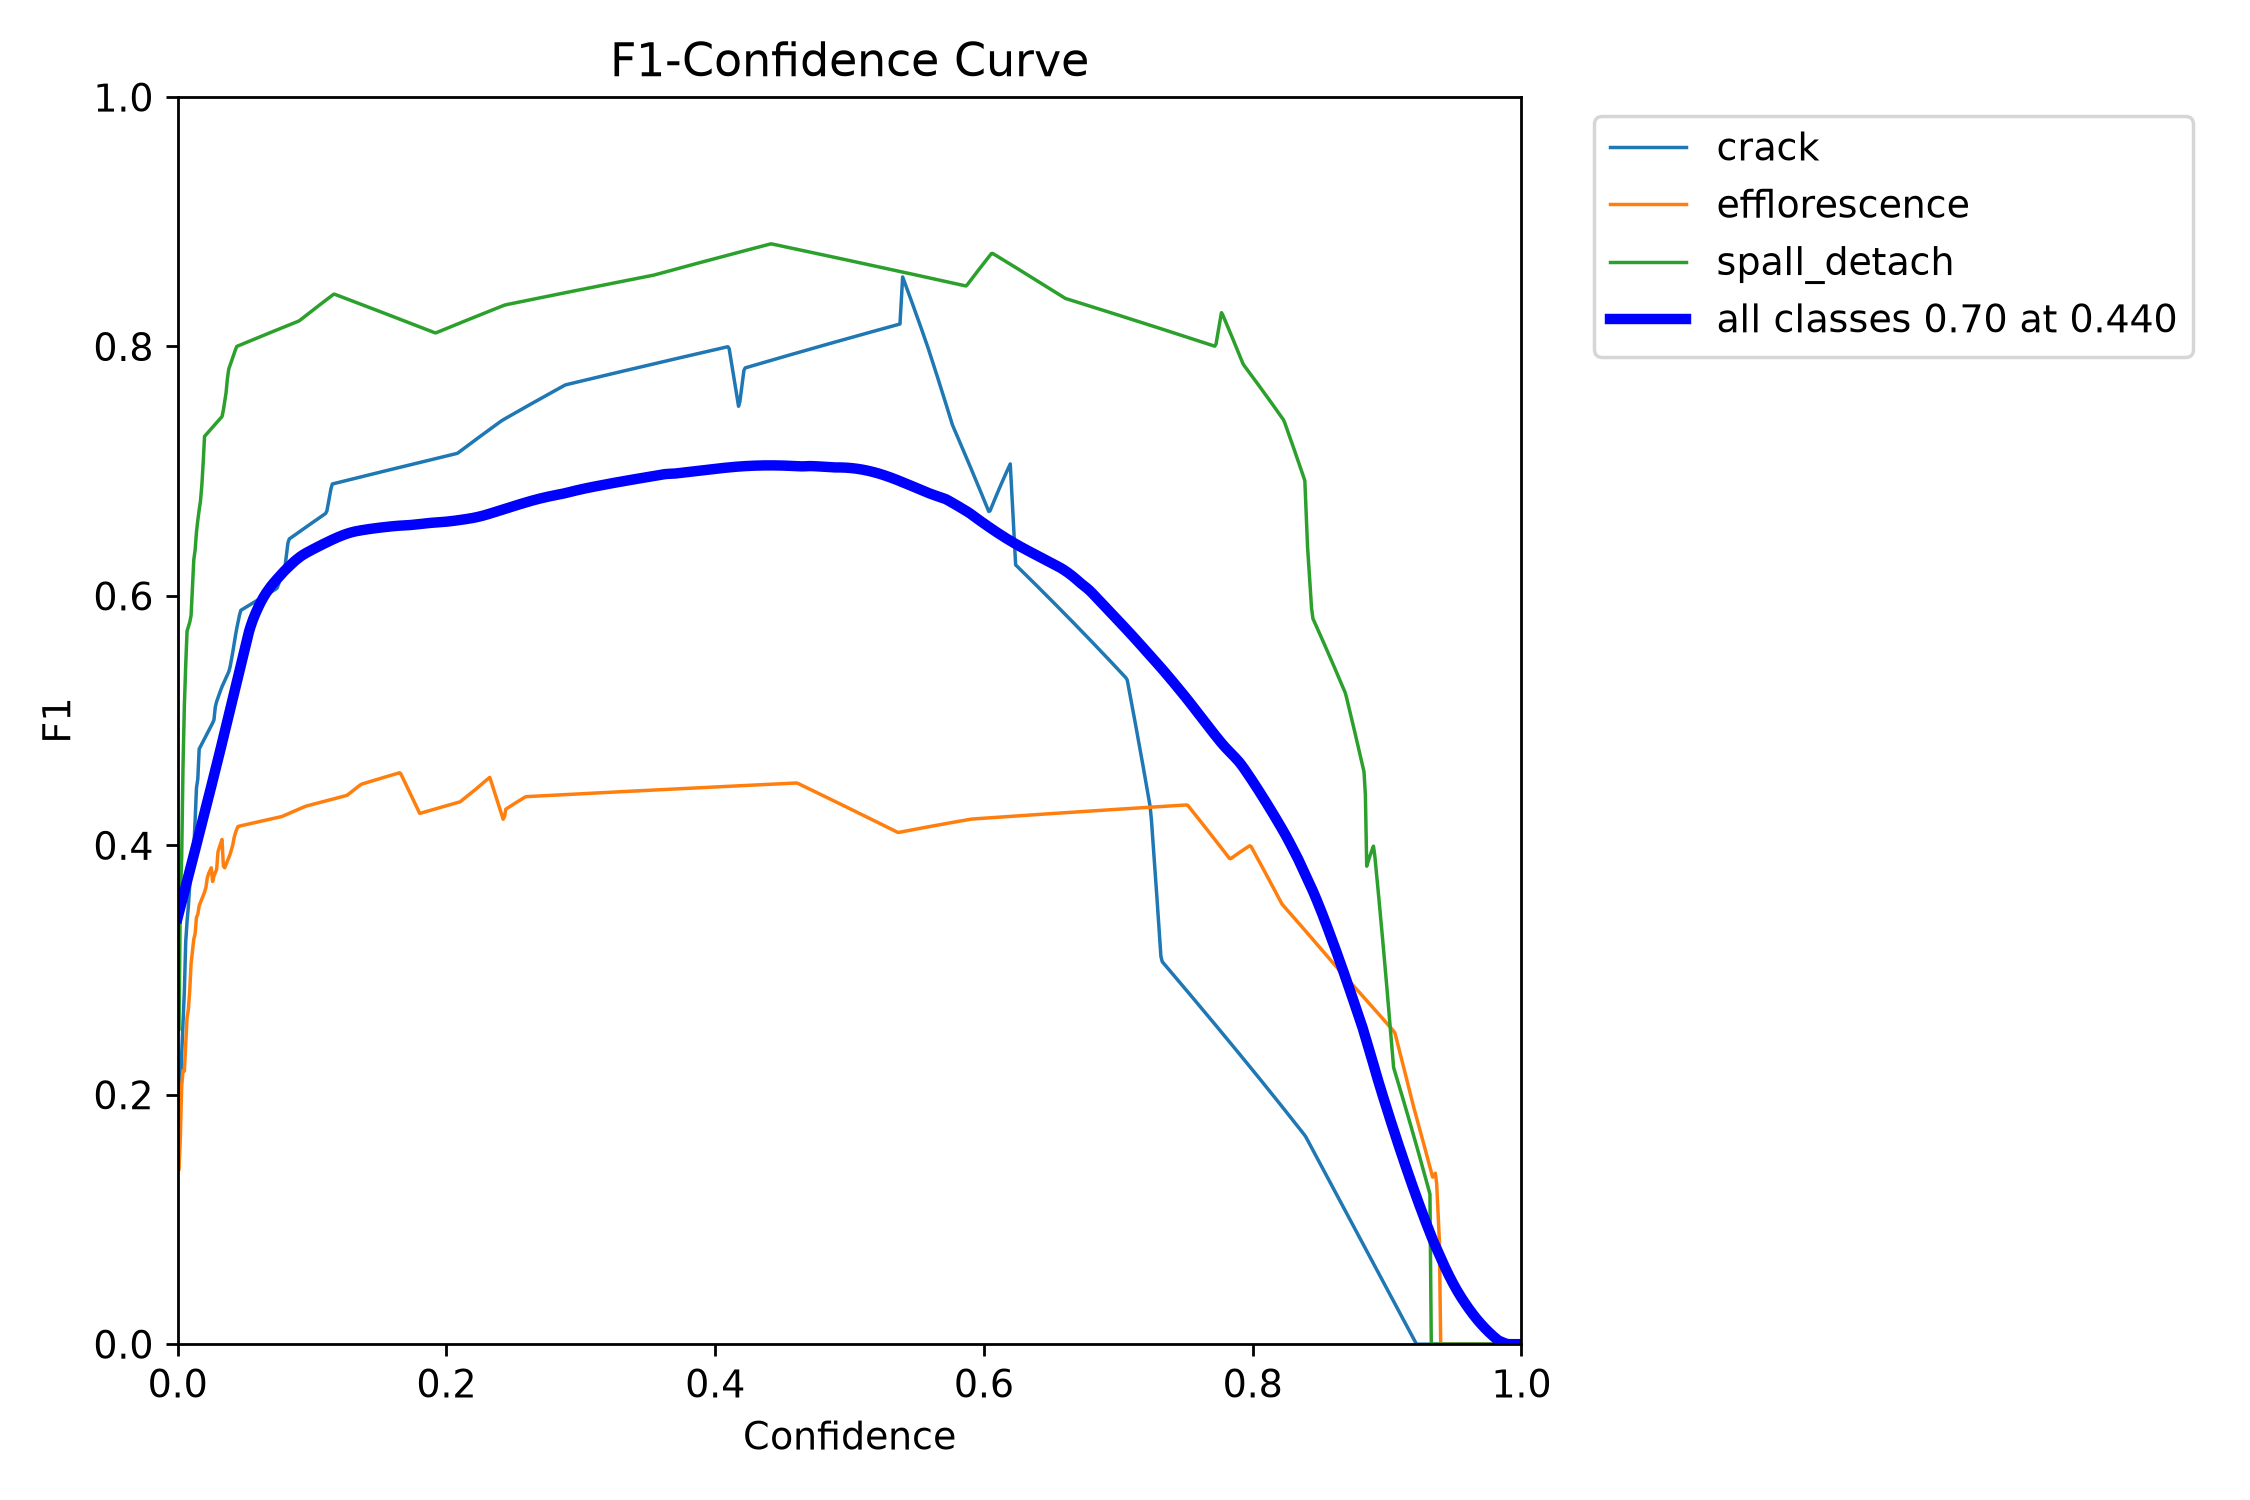 F1-Confidence Curve
1.0
0.8
0.6
0.4
0.2
0.0
F1
0.0 0.2 0.4 0.6 0.8 1.0
Confidence
crack
efflorescence
spall_detach
all classes 0.70 at 0.440